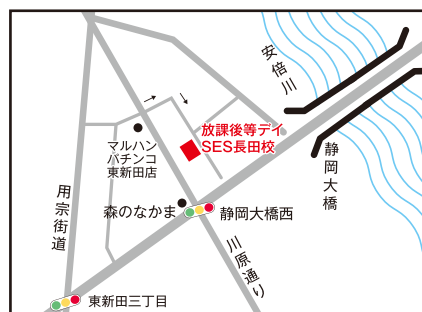 安倍川
放課後等デイ
SES長田校
マルハン
パチンコ
東新田店
静岡大橋
用宗街道
森のなかま
静岡大橋西
川原通り
東新田三丁目